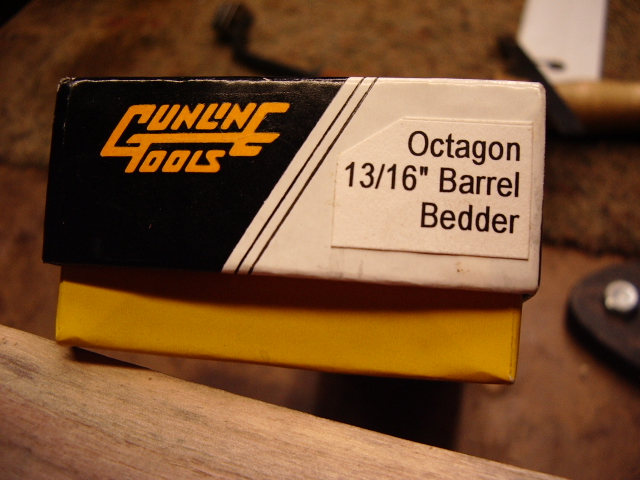 GUNLINE
TOOLS
Octagon
13/16" Barrel
Bedder